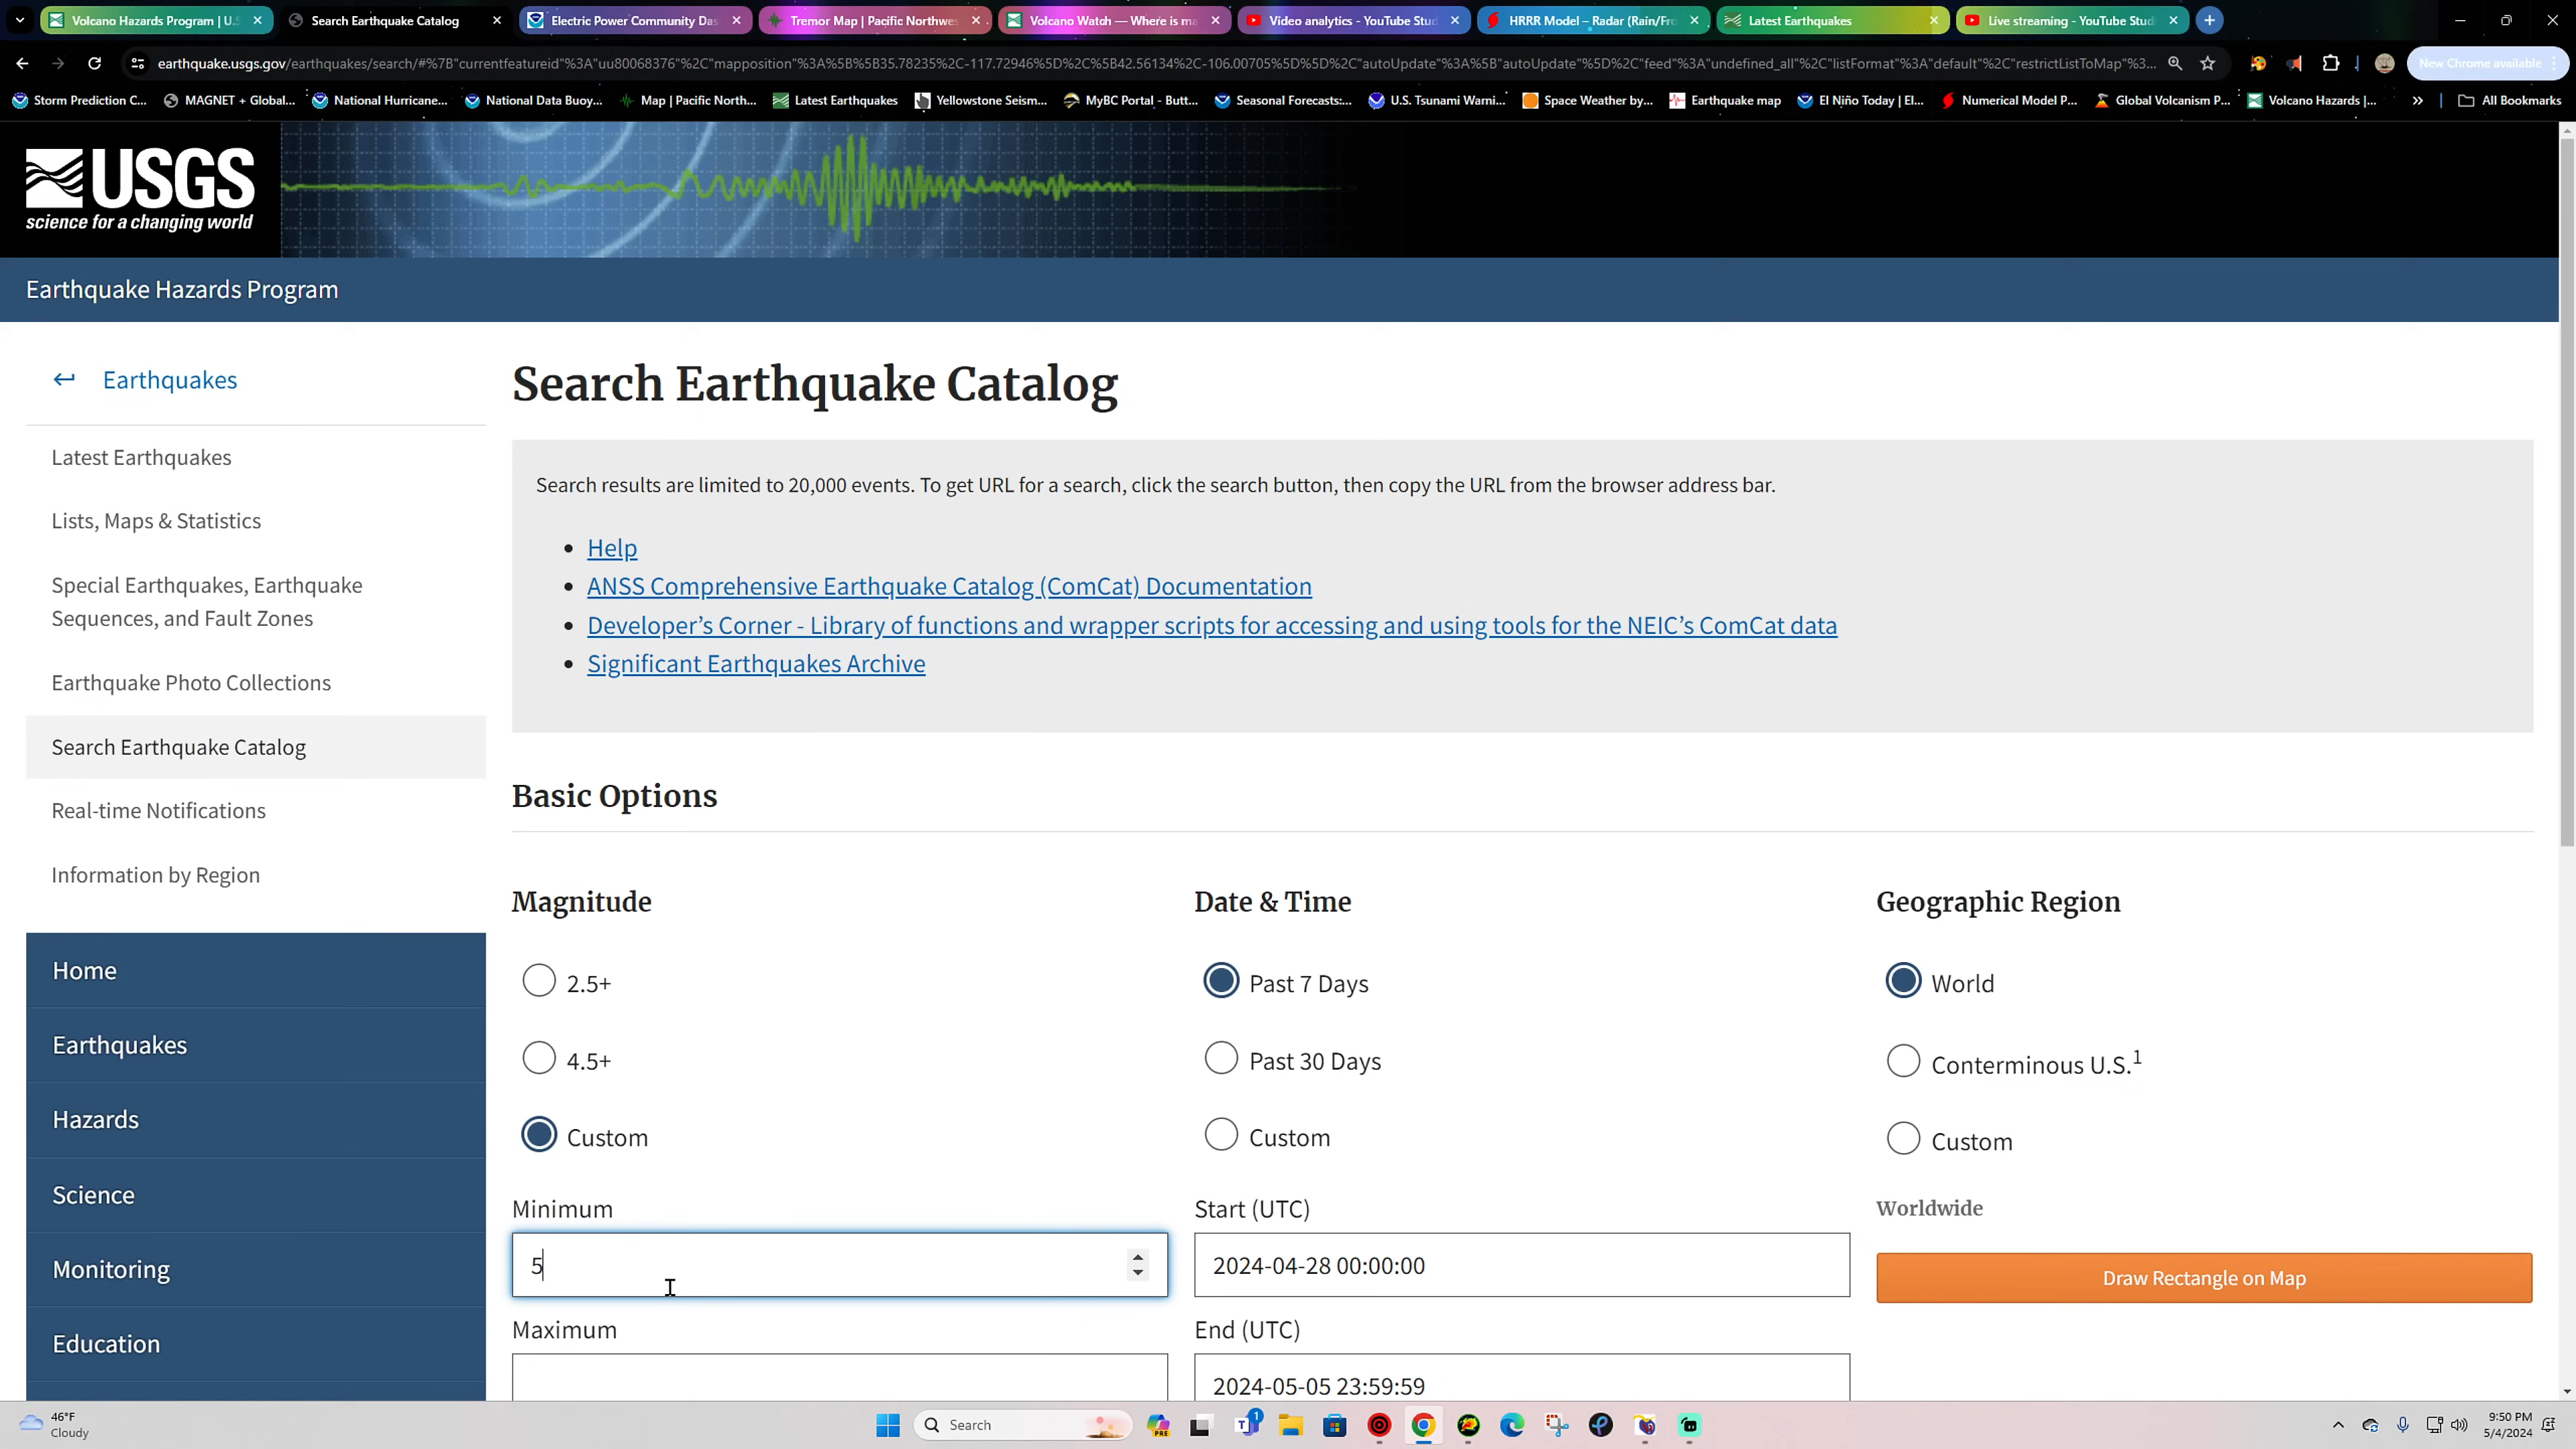 Volcano Hazards Program | U.S
Search Earthquake Catalog
Electric Power Community Das
Tremor Map | Pacific Northwes
Volcano Watch — Where is ma
Video analytics - YouTube Stud
HRRR Model – Radar (Rain/Fro
Latest Earthquakes
Live streaming - YouTube Stud
earthquake.usgs.gov/earthquakes/search/#%7B"currentfeatureid"%3A"uu80068376"%2C"mapposition"%3A%5B%5B35.78235%2C-117.72946%5D%2C%5B42.56134%2C-106.00705%5D%5D%2C"autoUpdate"%3A%5B"autoUpdate"%5D%2C"feed"%3A"undefined_all"%2C"listFormat"%3A"default"%2C"restrictListToMap"%3...
New Chrome available
Storm Prediction C...
MAGNET + Global...
National Hurricane...
National Data Buoy...
Map | Pacific North...
Latest Earthquakes
Yellowstone Seism...
MyBC Portal - Butt...
Seasonal Forecasts:...
U.S. Tsunami Warni...
Space Weather by...
Earthquake map
El Niño Today | El...
Numerical Model P...
Global Volcanism P...
Volcano Hazards |...
All Bookmarks
USGS
science for a changing world
Earthquake Hazards Program
Earthquakes
Latest Earthquakes
Lists, Maps & Statistics
Special Earthquakes, Earthquake
Sequences, and Fault Zones
Earthquake Photo Collections
Search Earthquake Catalog
Real-time Notifications
Information by Region
Home
Earthquakes
Hazards
Science
Monitoring
Education
Search Earthquake Catalog
Search results are limited to 20,000 events. To get URL for a search, click the search button, then copy the URL from the browser address bar.
Help
ANSS Comprehensive Earthquake Catalog (ComCat) Documentation
Developer's Corner - Library of functions and wrapper scripts for accessing and using tools for the NEIC's ComCat data
Significant Earthquakes Archive
Basic Options
Magnitude
2.5+
4.5+
Custom
Minimum
5
Maximum
Date & Time
Past 7 Days
Past 30 Days
Custom
Start (UTC)
2024-04-28 00:00:00
End (UTC)
2024-05-05 23:59:59
Geographic Region
World
Conterminous U.S.1
Custom
Worldwide
Draw Rectangle on Map
46°F
Cloudy
Search
PRE
1
9:50 PM
5/4/2024